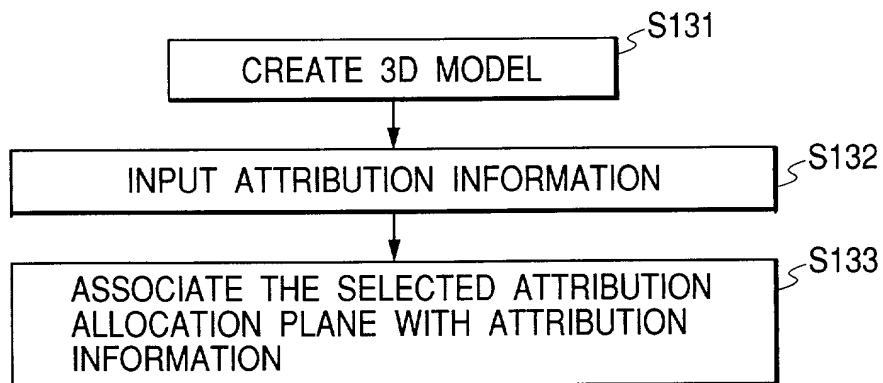 S131
CREATE 3D MODEL
S132
INPUT ATTRIBUTION INFORMATION
S133
ASSOCIATE THE SELECTED ATTRIBUTION
ALLOCATION PLANE WITH ATTRIBUTION
INFORMATION